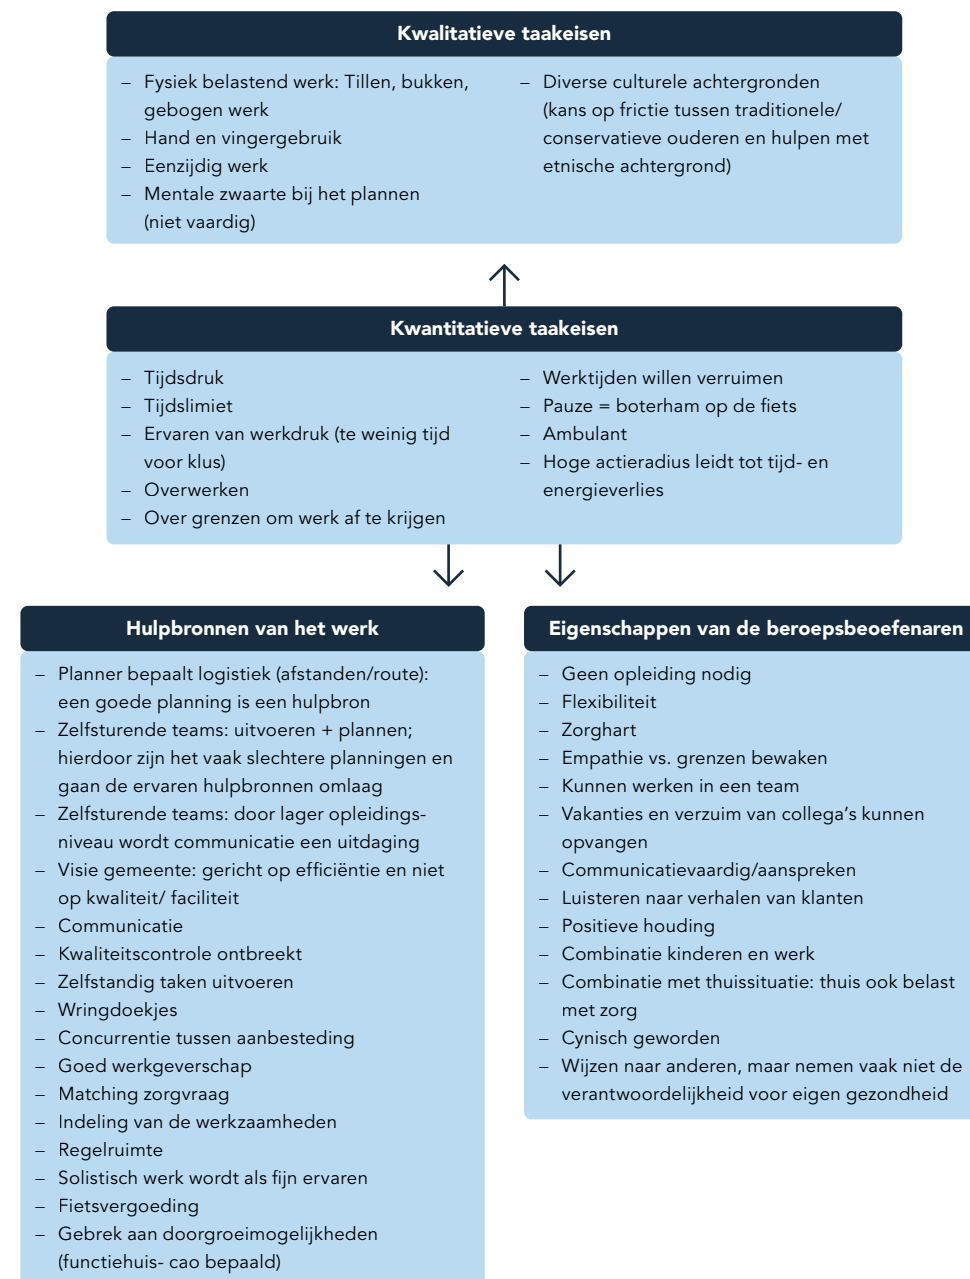 Kwalitatieve taakeisen
– Fysiek belastend werk: Tillen, bukken,
gebogen werk
– Hand en vingergebruik
– Eenzijdig werk
– Mentale zwaarte bij het plannen
(niet vaardig)
– Diverse culturele achtergronden
(kans op frictie tussen traditionele/
conservatieve ouderen en hulpen met
etnische achtergrond)
Kwantitatieve taakeisen
– Tijdsdruk
– Tijdslimiet
– Ervaren van werkdruk (te weinig tijd
voor klus)
– Overwerken
– Over grenzen om werk af te krijgen
– Werktijden willen verruimen
– Pauze = boterham op de fiets
– Ambulant
– Hoge actieradius leidt tot tijd- en
energieverlies
Hulpbronnen van het werk
– Planner bepaalt logistiek (afstanden/route):
een goede planning is een hulpbron
– Zelfsturende teams: uitvoeren + plannen;
hierdoor zijn het vaak slechtere planningen en
gaan de ervaren hulpbronnen omlaag
– Zelfsturende teams: door lager opleidings-
niveau wordt communicatie een uitdaging
– Visie gemeente: gericht op efficiëntie en niet
op kwaliteit/ faciliteit
– Communicatie
– Kwaliteitscontrole ontbreekt
– Zelfstandig taken uitvoeren
– Wringdoekjes
– Concurrentie tussen aanbesteding
– Goed werkgeverschap
– Matching zorgvraag
– Indeling van de werkzaamheden
– Regelruimte
– Solistisch werk wordt als fijn ervaren
– Fietsvergoeding
– Gebrek aan doorgroeimogelijkheden
(functiehuis- cao bepaald)
Eigenschappen van de beroepsbeoefenaren
– Geen opleiding nodig
– Flexibiliteit
– Zorghart
– Empathie vs. grenzen bewaken
– Kunnen werken in een team
– Vakanties en verzuim van collega’s kunnen
opvangen
– Communicatievaardig/aanspreken
– Luisteren naar verhalen van klanten
– Positieve houding
– Combinatie kinderen en werk
– Combinatie met thuissituatie: thuis ook belast
met zorg
– Cynisch geworden
– Wijzen naar anderen, maar nemen vaak niet de
verantwoordelijkheid voor eigen gezondheid